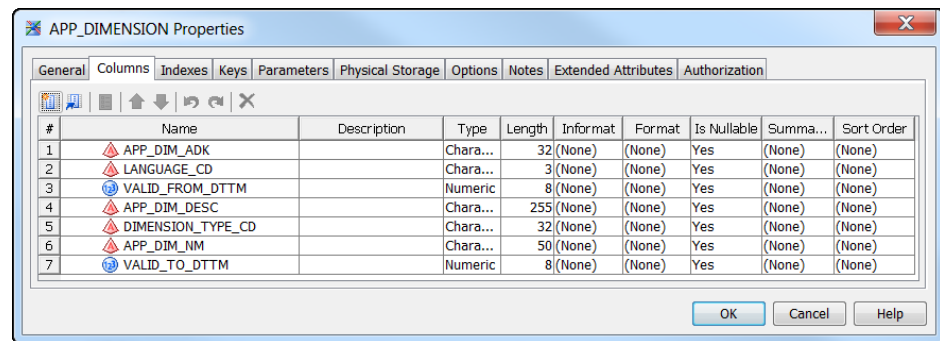 APP_DIMENSION Properties
General Columns Indexes Keys Parameters Physical Storage Options Notes Extended Attributes Authorization
# Name Description Type Length Informat Format Is Nullable Summa... Sort Order
1 APP_DIM_ADK Chara... 32 (None) (None) Yes (None) (None)
2 LANGUAGE_CD Chara... 3 (None) (None) Yes (None) (None)
3 VALID_FROM_DTTM Numeric 8 (None) (None) Yes (None) (None)
4 APP_DIM_DESC Chara... 255 (None) (None) Yes (None) (None)
5 DIMENSION_TYPE_CD Chara... 32 (None) (None) Yes (None) (None)
6 APP_DIM_NM Chara... 50 (None) (None) Yes (None) (None)
7 VALID_TO_DTTM Numeric 8 (None) (None) Yes (None) (None)
OK Cancel Help